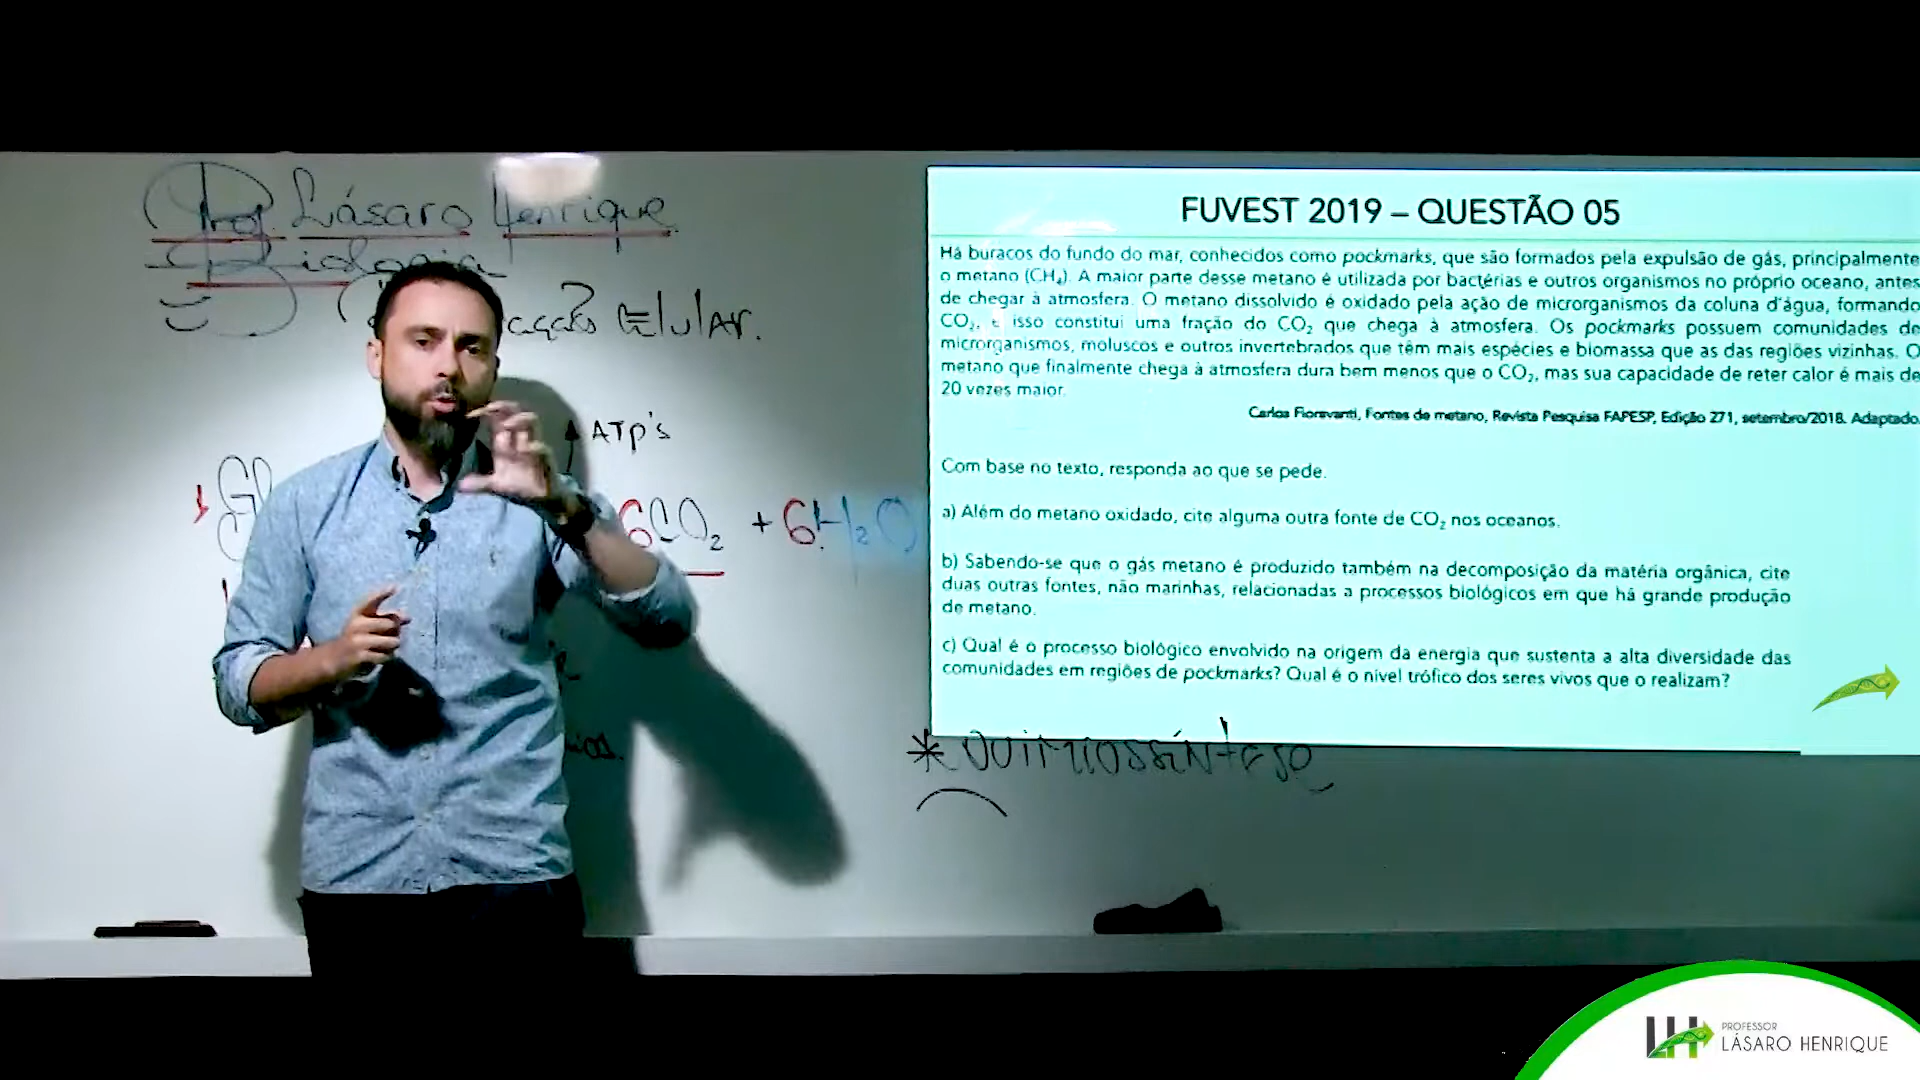 Prof. Lásaro Henrique
Biologia
celular.
ATP's
6CO₂ + 6H₂O
FUVEST 2019 – QUESTÃO 05
Há buracos do fundo do mar, conhecidos como pockmarks, que são formados pela expulsão de gás, principalmente
o metano (CH₄). A maior parte desse metano é utilizada por bactérias e outros organismos no próprio oceano, antes
de chegar à atmosfera. O metano dissolvido é oxidado pela ação de microrganismos da coluna d'água, formando
CO₂, e isso constitui uma fração do CO₂ que chega à atmosfera. Os pockmarks possuem comunidades de
microrganismos, moluscos e outros invertebrados que têm mais espécies e biomassa que as das regiões vizinhas. O
metano que finalmente chega à atmosfera dura bem menos que o CO₂, mas sua capacidade de reter calor é mais de
20 vezes maior.
Carlos Fioravanti, Fontes de metano, Revista Pesquisa FAPESP, Edição 271, setembro/2018. Adaptado.
Com base no texto, responda ao que se pede.
a) Além do metano oxidado, cite alguma outra fonte de CO₂ nos oceanos.
b) Sabendo-se que o gás metano é produzido também na decomposição da matéria orgânica, cite
duas outras fontes, não marinhas, relacionadas a processos biológicos em que há grande produção
de metano.
c) Qual é o processo biológico envolvido na origem da energia que sustenta a alta diversidade das
comunidades em regiões de pockmarks? Qual é o nível trófico dos seres vivos que o realizam?
* Quimiossíntese
LH PROFESSOR
LÁSARO HENRIQUE